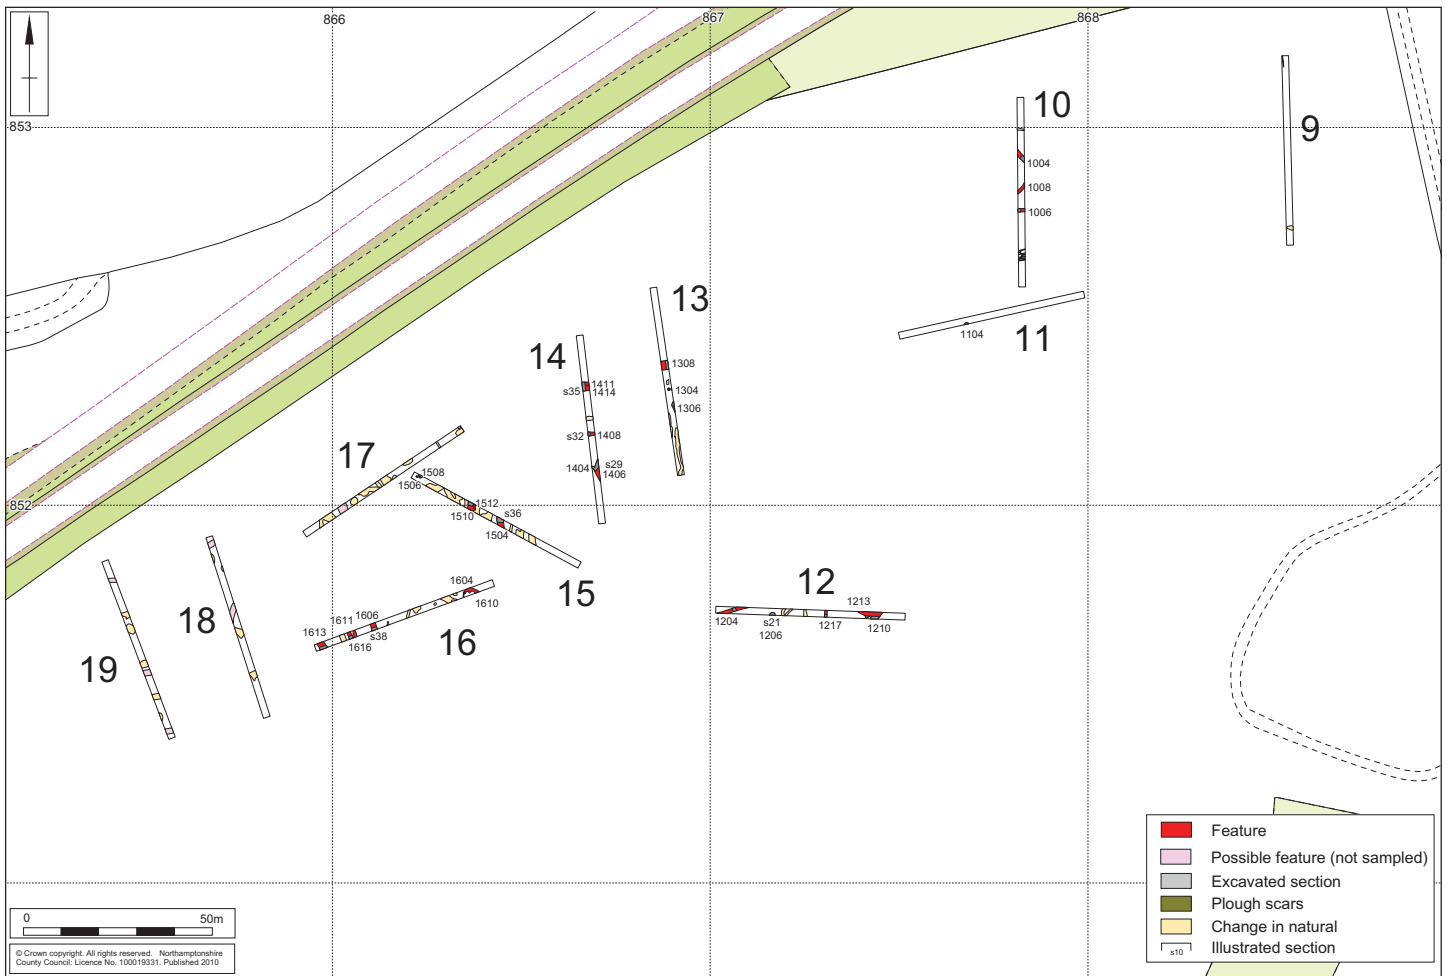 866
867
868
853
852
10
1004
1008
1006
9
11
1104
13
1308
1304
1306
14
s35
1411
1414
s32
1408
1404
s29
1406
17
1508
1506
1512
s36
1510
1504
15
12
1213
1204
s21
1206
1217
1210
1604
1610
1611
1606
1613
s38
1616
16
18
19
Feature
Possible feature (not sampled)
Excavated section
Plough scars
Change in natural
s10 Illustrated section
0 50m
© Crown copyright. All rights reserved. Northamptonshire
County Council: Licence No. 100019331. Published 2010